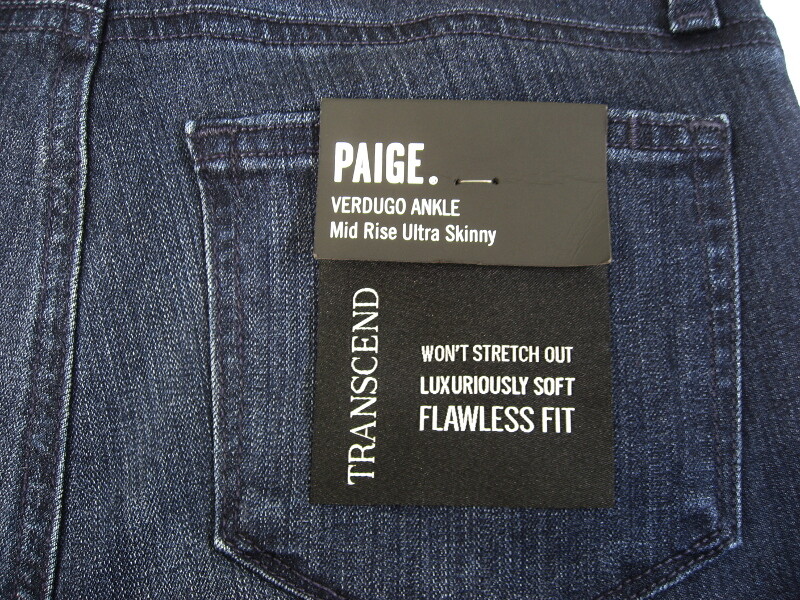 PAIGE.
VERDUGO ANKLE
Mid Rise Ultra Skinny
TRANSCEND
WON'T STRETCH OUT
LUXURIOUSLY SOFT
FLAWLESS FIT